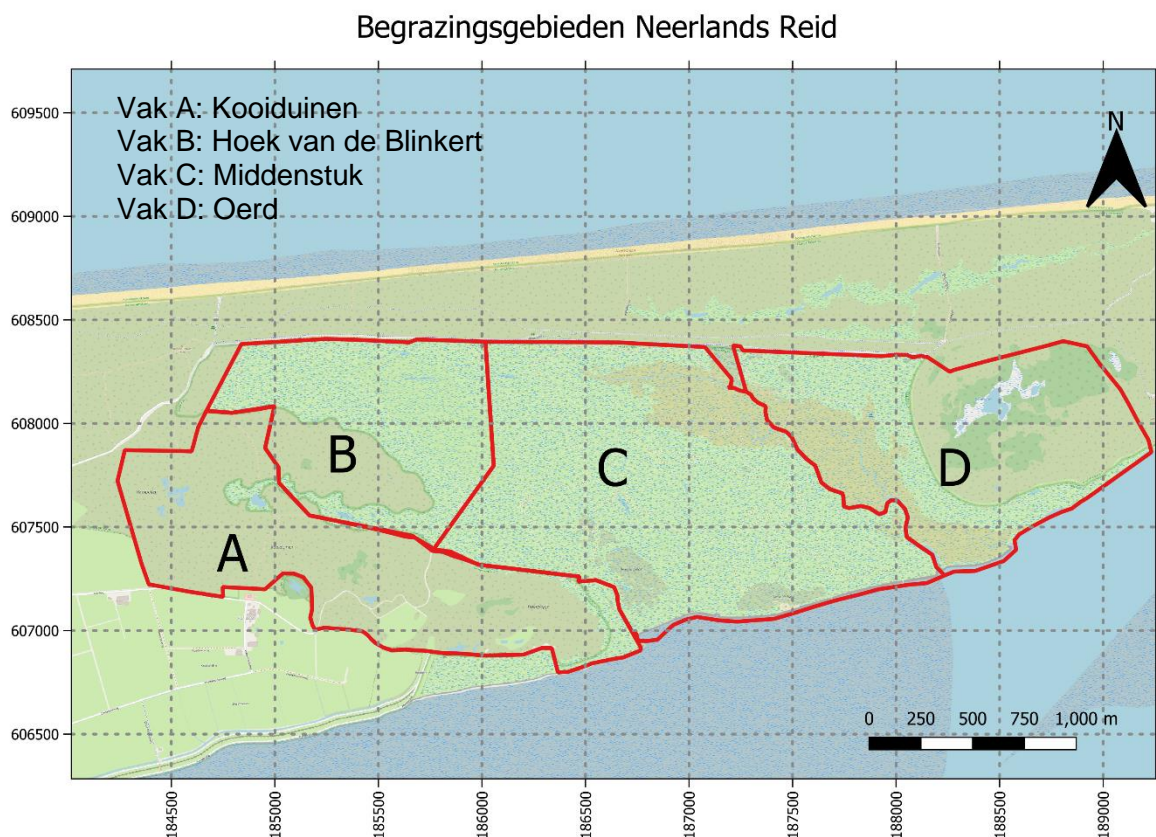 Begrazingsgebieden Neerlands Reid
Vak A: Kooiduinen
Vak B: Hoek van de Blinkert
Vak C: Middenstuk
Vak D: Oerd
N
609500
609000
608500
608000
607500
607000
606500
A
B
C
D
0 250 500 750 1,000 m
184500
185000
185500
186000
186500
187000
187500
188000
188500
189000